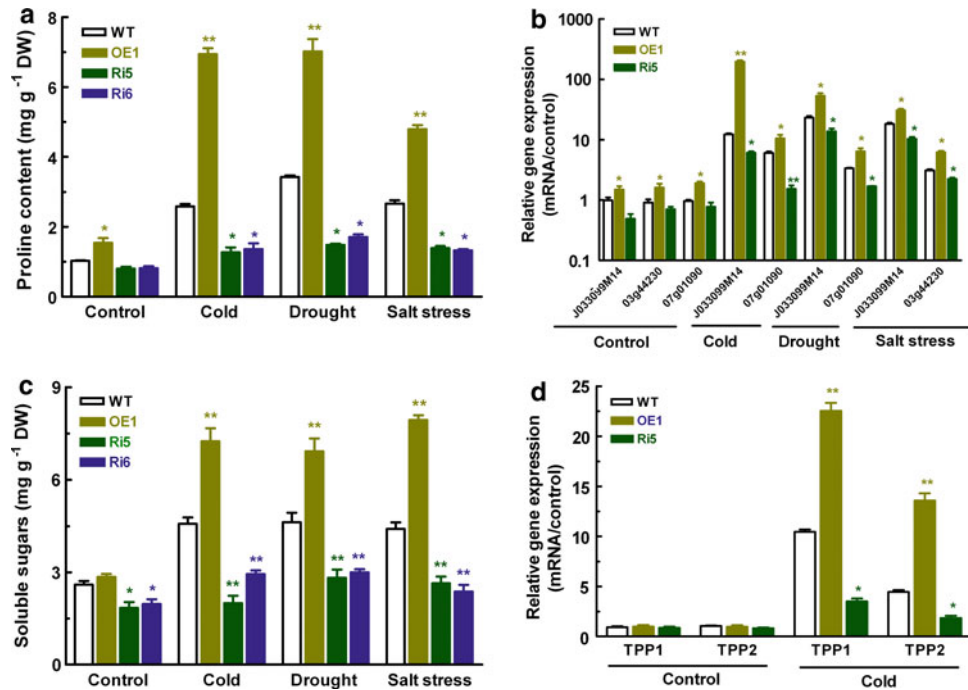 a
Proline content (mg g⁻¹ DW)
8
6
4
2
0
WT
OE1
Ri5
Ri6
*
**
* *
**
* *
**
* *
Control Cold Drought Salt stress
b
Relative gene expression
(mRNA/control)
1000
100
10
1
0.1
WT
OE1
Ri5
*
*
*
**
*
*
**
*
*
*
*
*
*
*
*
J033099M14 03g44230 07g01090 J033099M14 07g01090 J033099M14 07g01090 J033099M14 03g44230
Control Cold Drought Salt stress
c
Soluble sugars (mg g⁻¹ DW)
9
6
3
0
WT
OE1
Ri5
Ri6
* *
**
** **
**
** **
**
** **
Control Cold Drought Salt stress
d
Relative gene expression
(mRNA/control)
25
20
15
10
5
0
WT
OE1
Ri5
**
*
**
*
TPP1 TPP2 TPP1 TPP2
Control Cold